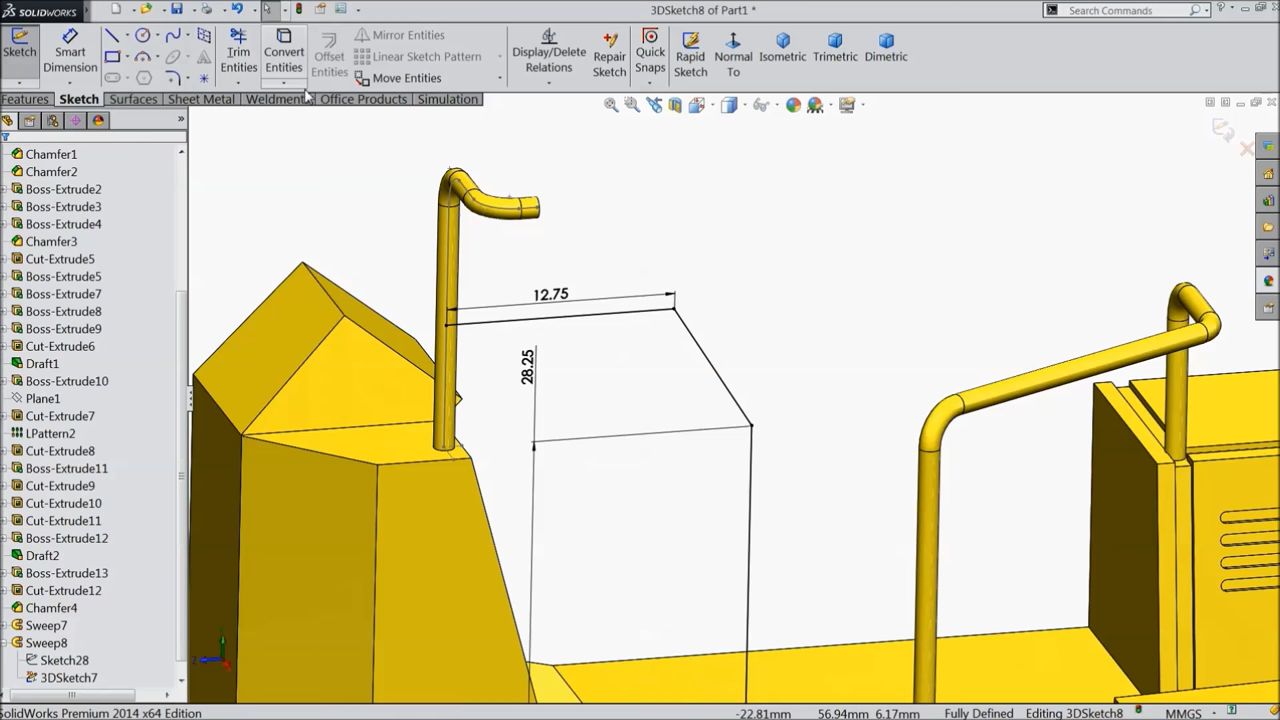 SOLIDWORKS
3DSketch8 of Part1 *
Search Commands
Sketch
Smart
Dimension
Trim
Entities
Convert
Entities
Offset
Entities
Mirror Entities
Linear Sketch Pattern
Move Entities
Display/Delete
Relations
Repair
Sketch
Quick
Snaps
Rapid
Sketch
Normal
To
Isometric
Trimetric
Dimetric
Features
Sketch
Surfaces
Sheet Metal
Weldments
Office Products
Simulation
Chamfer1
Chamfer2
Boss-Extrude2
Boss-Extrude3
Boss-Extrude4
Chamfer3
Cut-Extrude5
Boss-Extrude5
Boss-Extrude7
Boss-Extrude8
Boss-Extrude9
Cut-Extrude6
Draft1
Boss-Extrude10
Plane1
Cut-Extrude7
LPattern2
Cut-Extrude8
Boss-Extrude11
Cut-Extrude9
Cut-Extrude10
Cut-Extrude11
Boss-Extrude12
Draft2
Boss-Extrude13
Cut-Extrude12
Chamfer4
Sweep7
Sweep8
Sketch28
3DSketch7
12.75
28.25
SolidWorks Premium 2014 x64 Edition
-22.81mm
56.94mm
6.17mm
Fully Defined
Editing 3DSketch8
MMGS